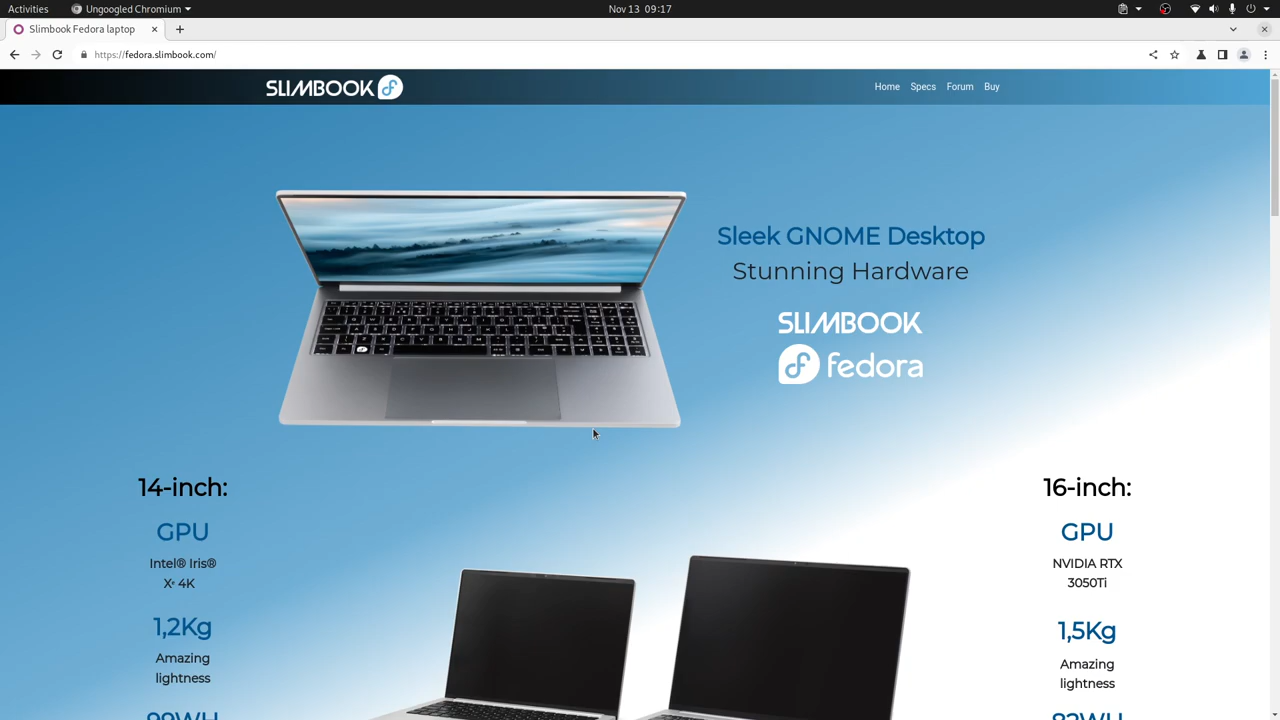 Activities
Ungoogled Chromium
Nov 13 09:17
Slimbook Fedora laptop
https://fedora.slimbook.com/
SLIMBOOK
Home Specs Forum Buy
Sleek GNOME Desktop
Stunning Hardware
SLIMBOOK
fedora
14-inch:
GPU
Intel® Iris®
Xᵉ 4K
1,2Kg
Amazing
lightness
99WH
16-inch:
GPU
NVIDIA RTX
3050Ti
1,5Kg
Amazing
lightness
82WH